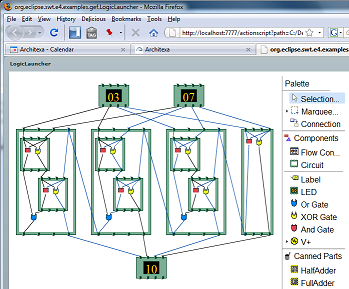 org.eclipse.swt.e4.examples.getLogicLauncher - Mozilla Firefox
File Edit View History Delicious Bookmarks Tools Help
http://localhost:7777/actionscript?path=C:/D
TAG
Architexa - Calendar
Architexa
org.eclipse.swt.e4.examples
LogicLauncher
03
07
10
Palette
Selection...
Marquee...
Connection
Components
Flow Con...
Circuit
Label
LED
Or Gate
XOR Gate
And Gate
V+
Canned Parts
HalfAdder
FullAdder